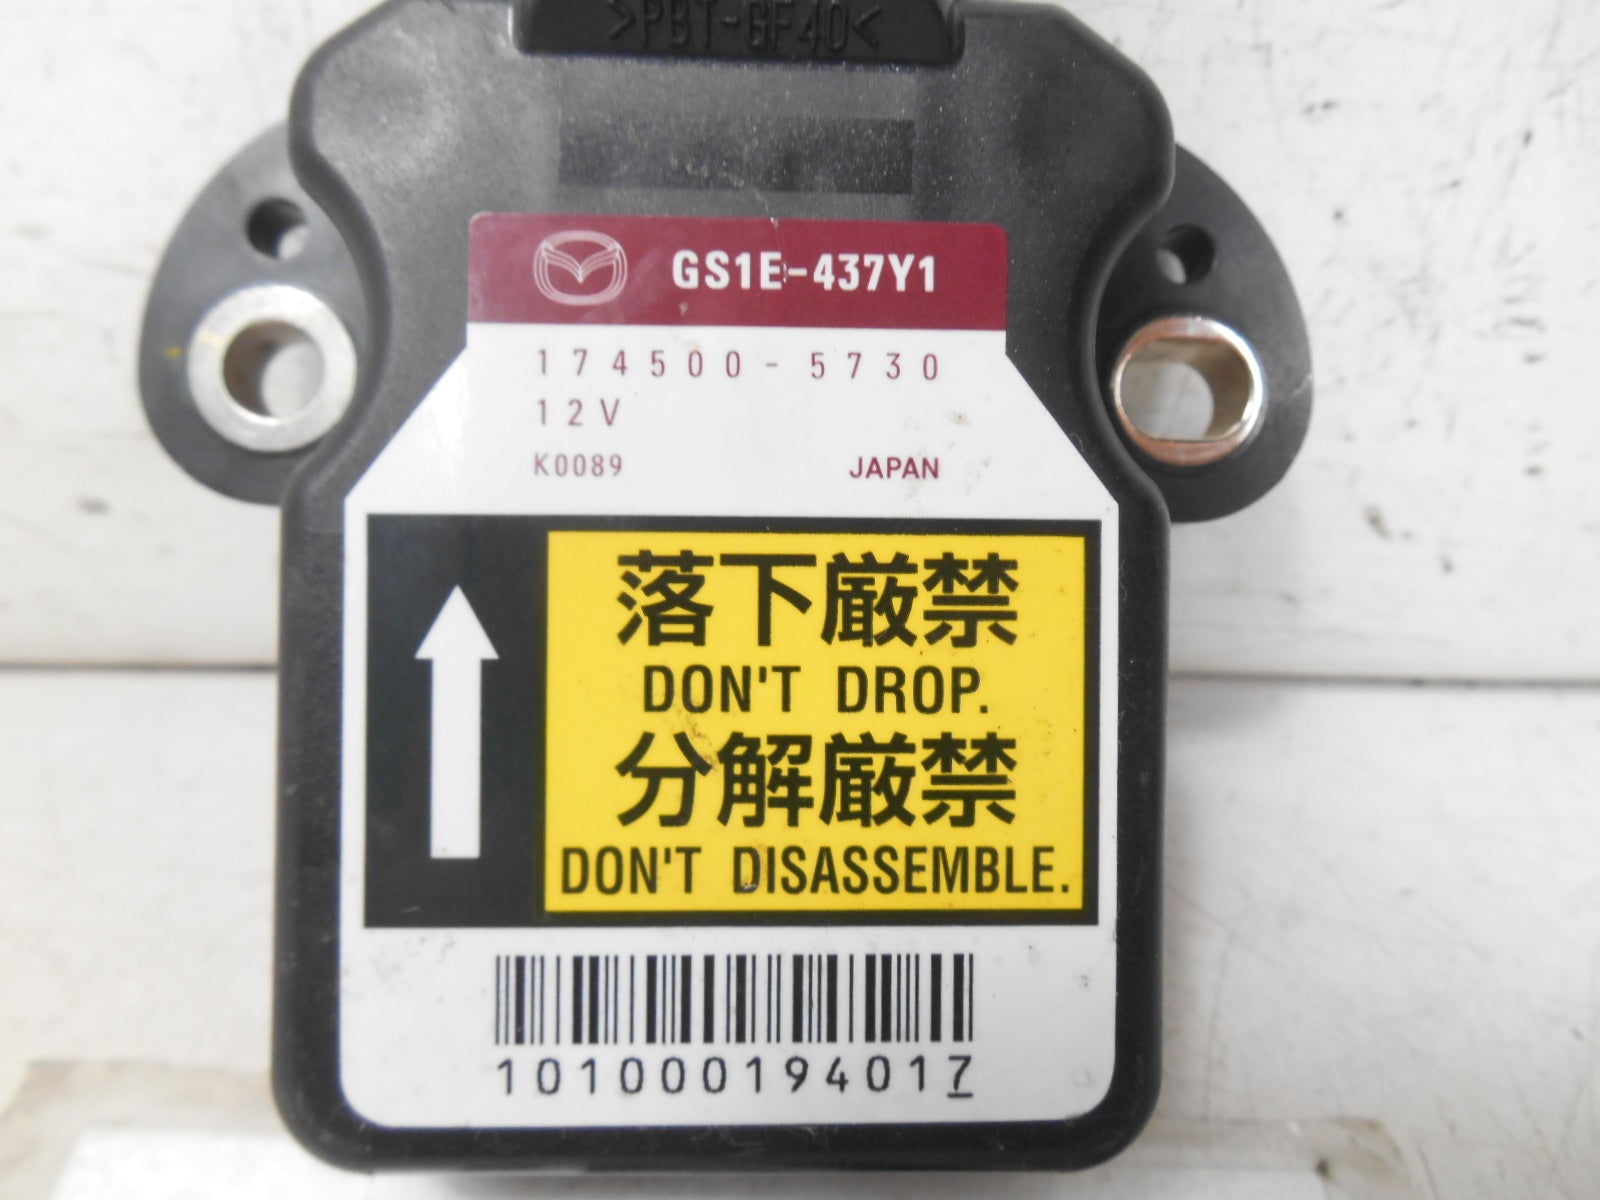 >PBT-GF40<
GS1E-437Y1
174500-5730
12V
K0089 JAPAN
落下厳禁
DON'T DROP.
分解厳禁
DON'T DISASSEMBLE.
101000194017